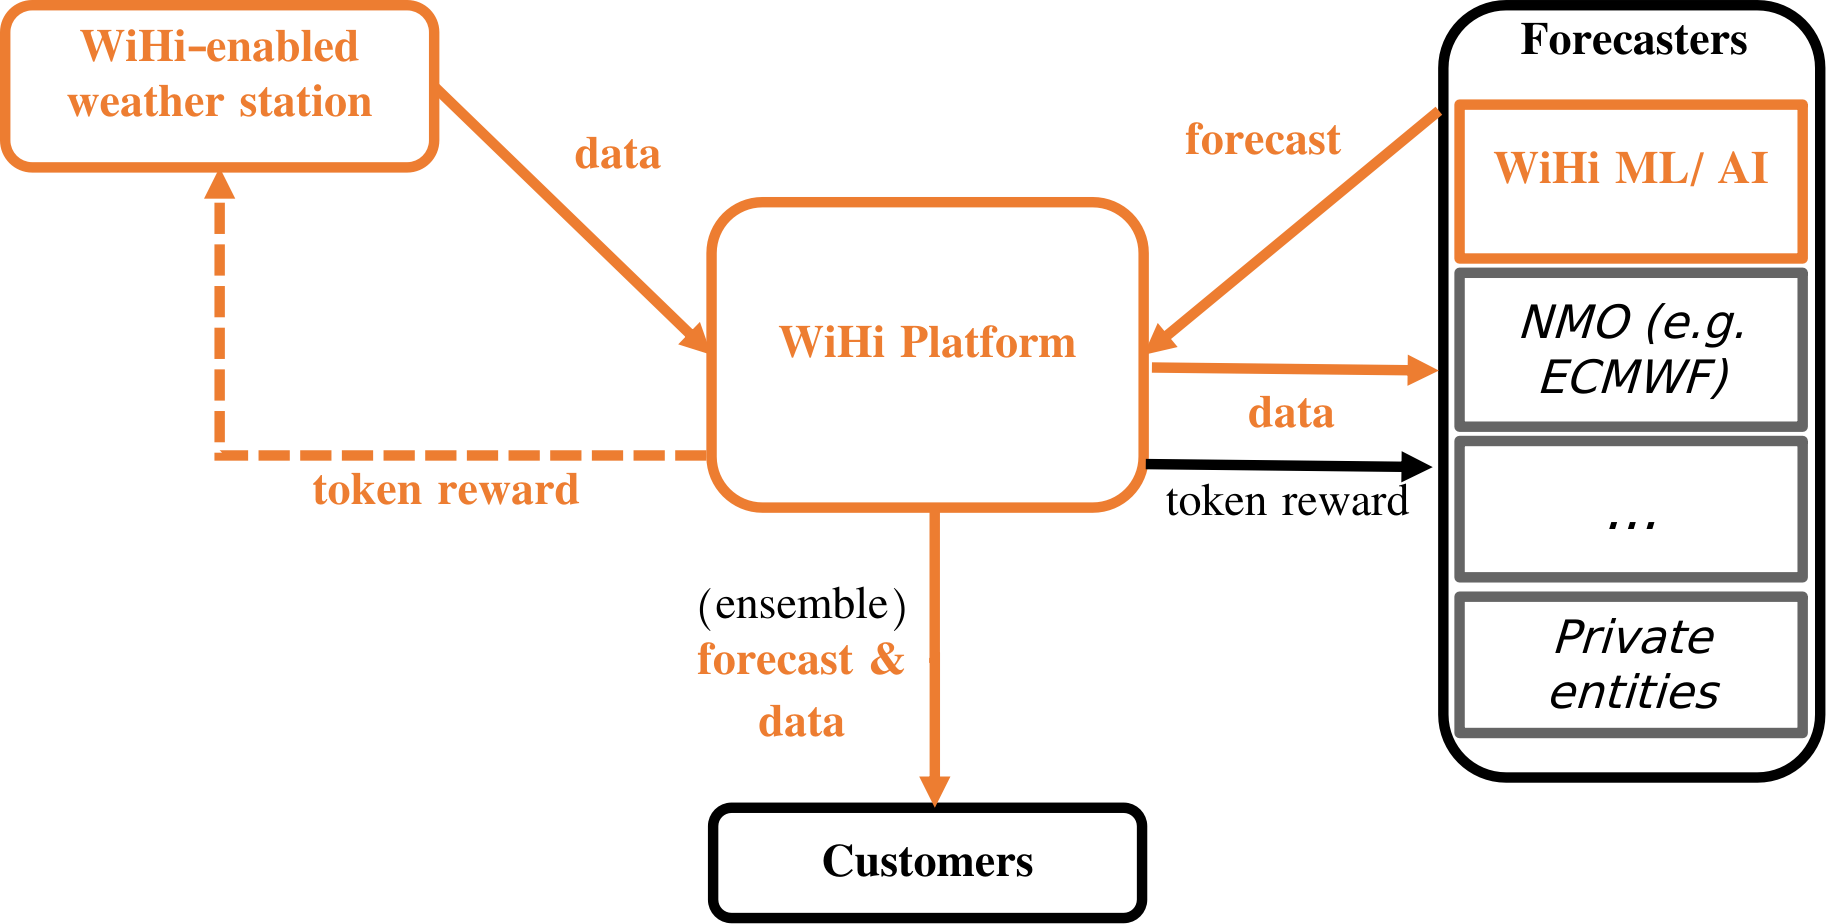 WiHi-enabled
weather station
data
token reward
WiHi Platform
(ensemble)
forecast &
data
Customers
forecast
data
token reward
Forecasters
WiHi ML/ AI
NMO (e.g.
ECMWF)
...
Private
entities